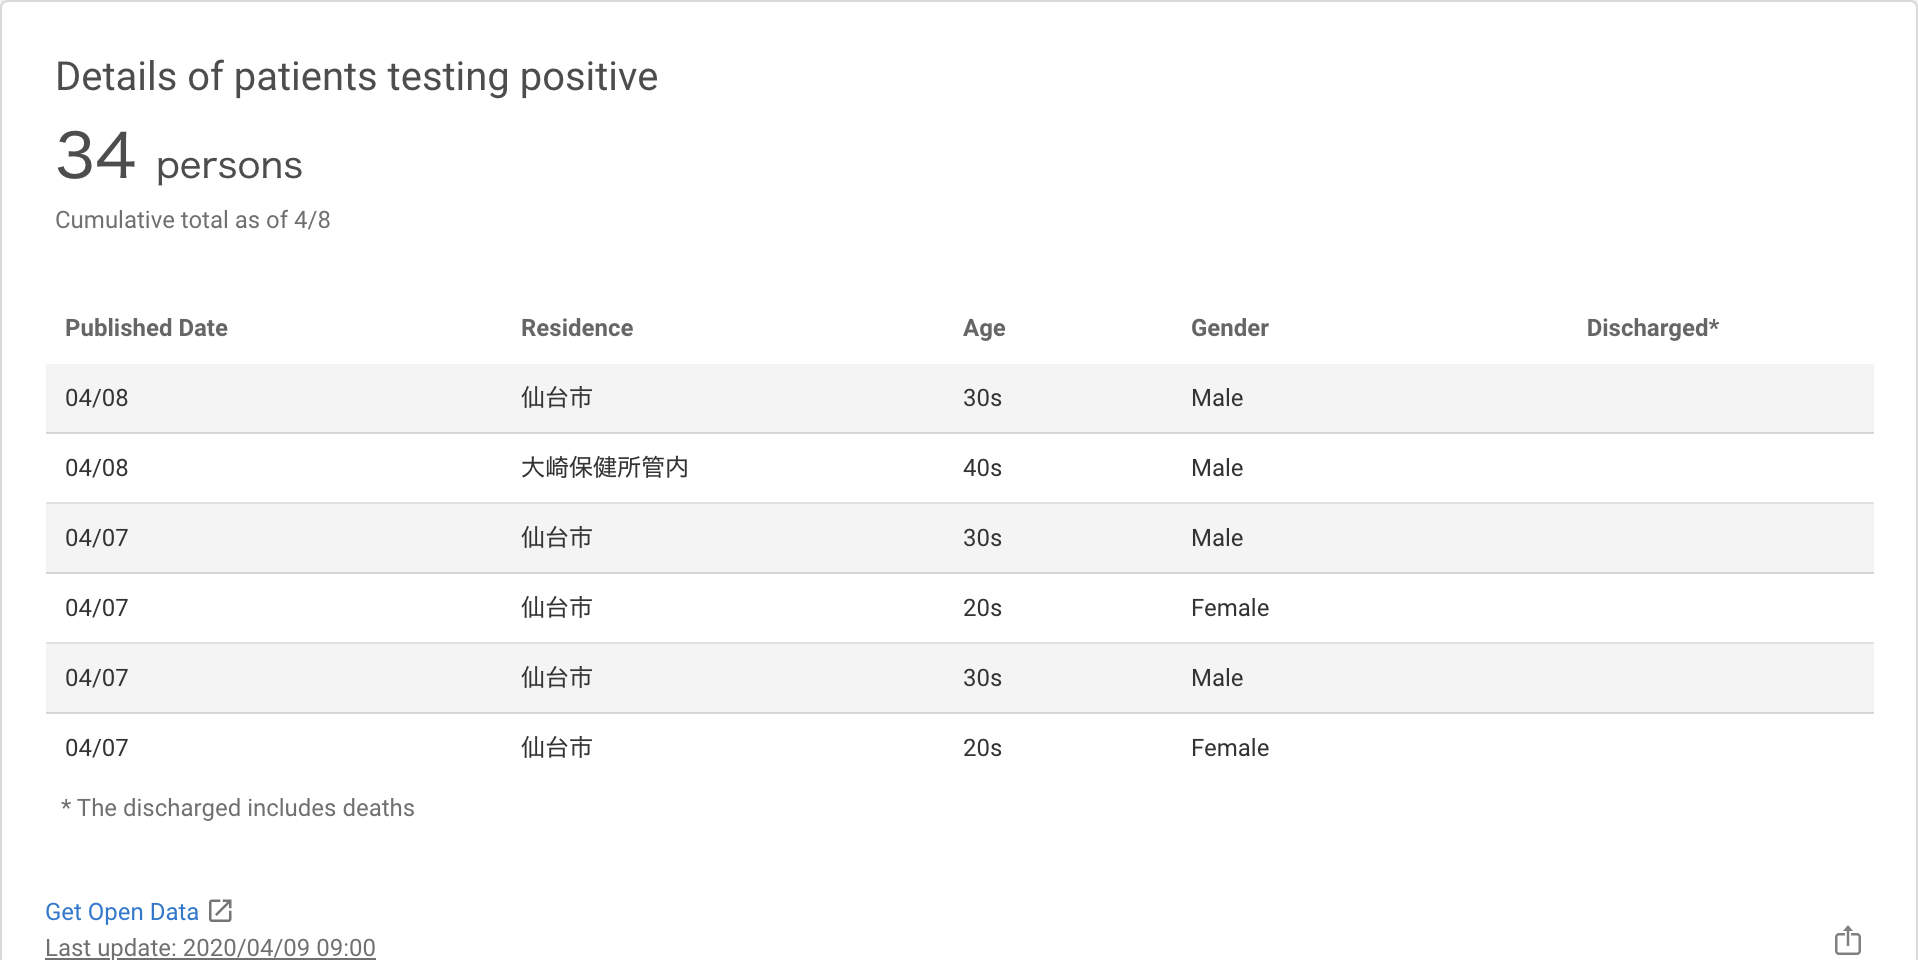 Details of patients testing positive
34 persons
Cumulative total as of 4/8
Published Date Residence Age Gender Discharged*
04/08 仙台市 30s Male
04/08 大崎保健所管内 40s Male
04/07 仙台市 30s Male
04/07 仙台市 20s Female
04/07 仙台市 30s Male
04/07 仙台市 20s Female
* The discharged includes deaths
Get Open Data
Last update: 2020/04/09 09:00